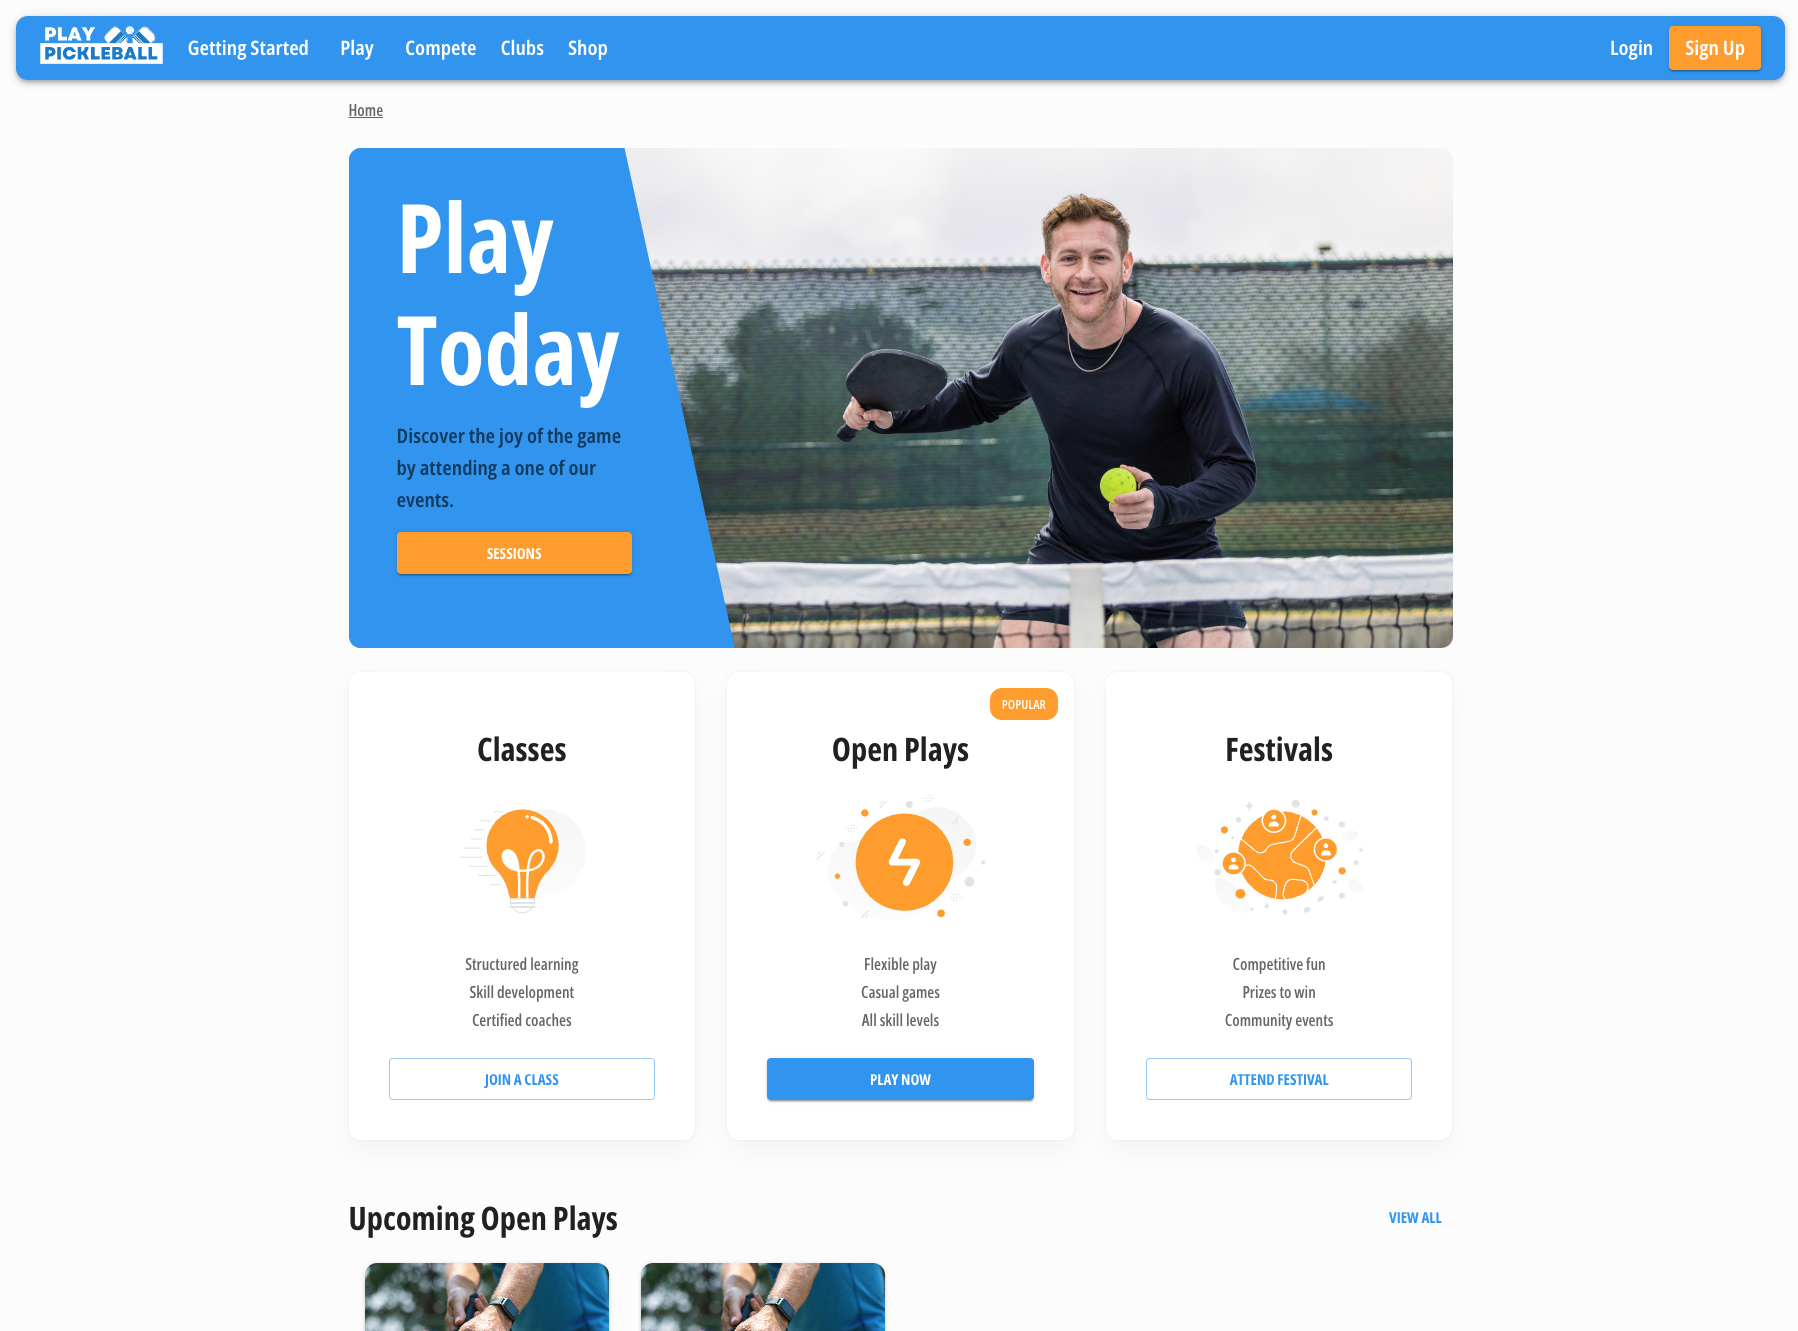 PLAY
PICKLEBALL
Getting Started
Play
Compete
Clubs
Shop
Login
Sign Up
Home
Play
Today
Discover the joy of the game
by attending a one of our
events.
SESSIONS
Classes
Structured learning
Skill development
Certified coaches
JOIN A CLASS
POPULAR
Open Plays
Flexible play
Casual games
All skill levels
PLAY NOW
Festivals
Competitive fun
Prizes to win
Community events
ATTEND FESTIVAL
Upcoming Open Plays
VIEW ALL